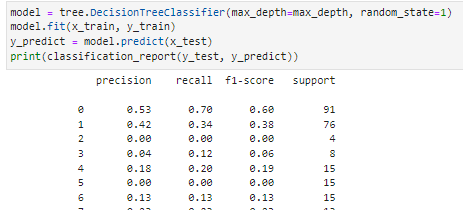 model = tree.DecisionTreeClassifier(max_depth=max_depth, random_state=1)
model.fit(x_train, y_train)
y_predict = model.predict(x_test)
print(classification_report(y_test, y_predict))
precision recall f1-score support
0 0.53 0.70 0.60 91
1 0.42 0.34 0.38 76
2 0.00 0.00 0.00 4
3 0.04 0.12 0.06 8
4 0.18 0.20 0.19 15
5 0.00 0.00 0.00 15
6 0.13 0.13 0.13 15